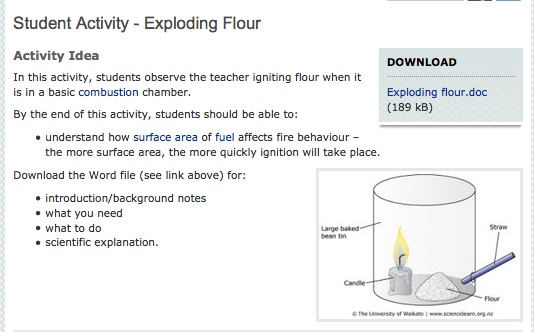 Student Activity - Exploding Flour
Activity Idea
In this activity, students observe the teacher igniting flour when it
is in a basic combustion chamber.
By the end of this activity, students should be able to:
• understand how surface area of fuel affects fire behaviour –
the more surface area, the more quickly ignition will take place.
Download the Word file (see link above) for:
• introduction/background notes
• what you need
• what to do
• scientific explanation.
DOWNLOAD
Exploding flour.doc
(189 kB)
Large baked
bean tin
Straw
Candle
Flour
© The University of Waikato | www.sciencelearn.org.nz